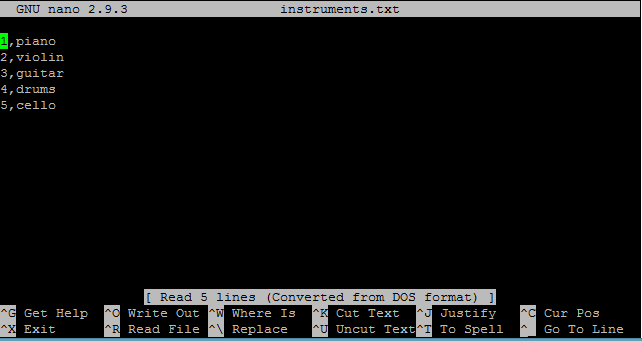 GNU nano 2.9.3 instruments.txt
1,piano
2,violin
3,guitar
4,drums
5,cello
[ Read 5 lines (Converted from DOS format) ]
^G Get Help ^O Write Out ^W Where Is ^K Cut Text ^J Justify ^C Cur Pos
^X Exit ^R Read File ^\ Replace ^U Uncut Text ^T To Spell ^_ Go To Line